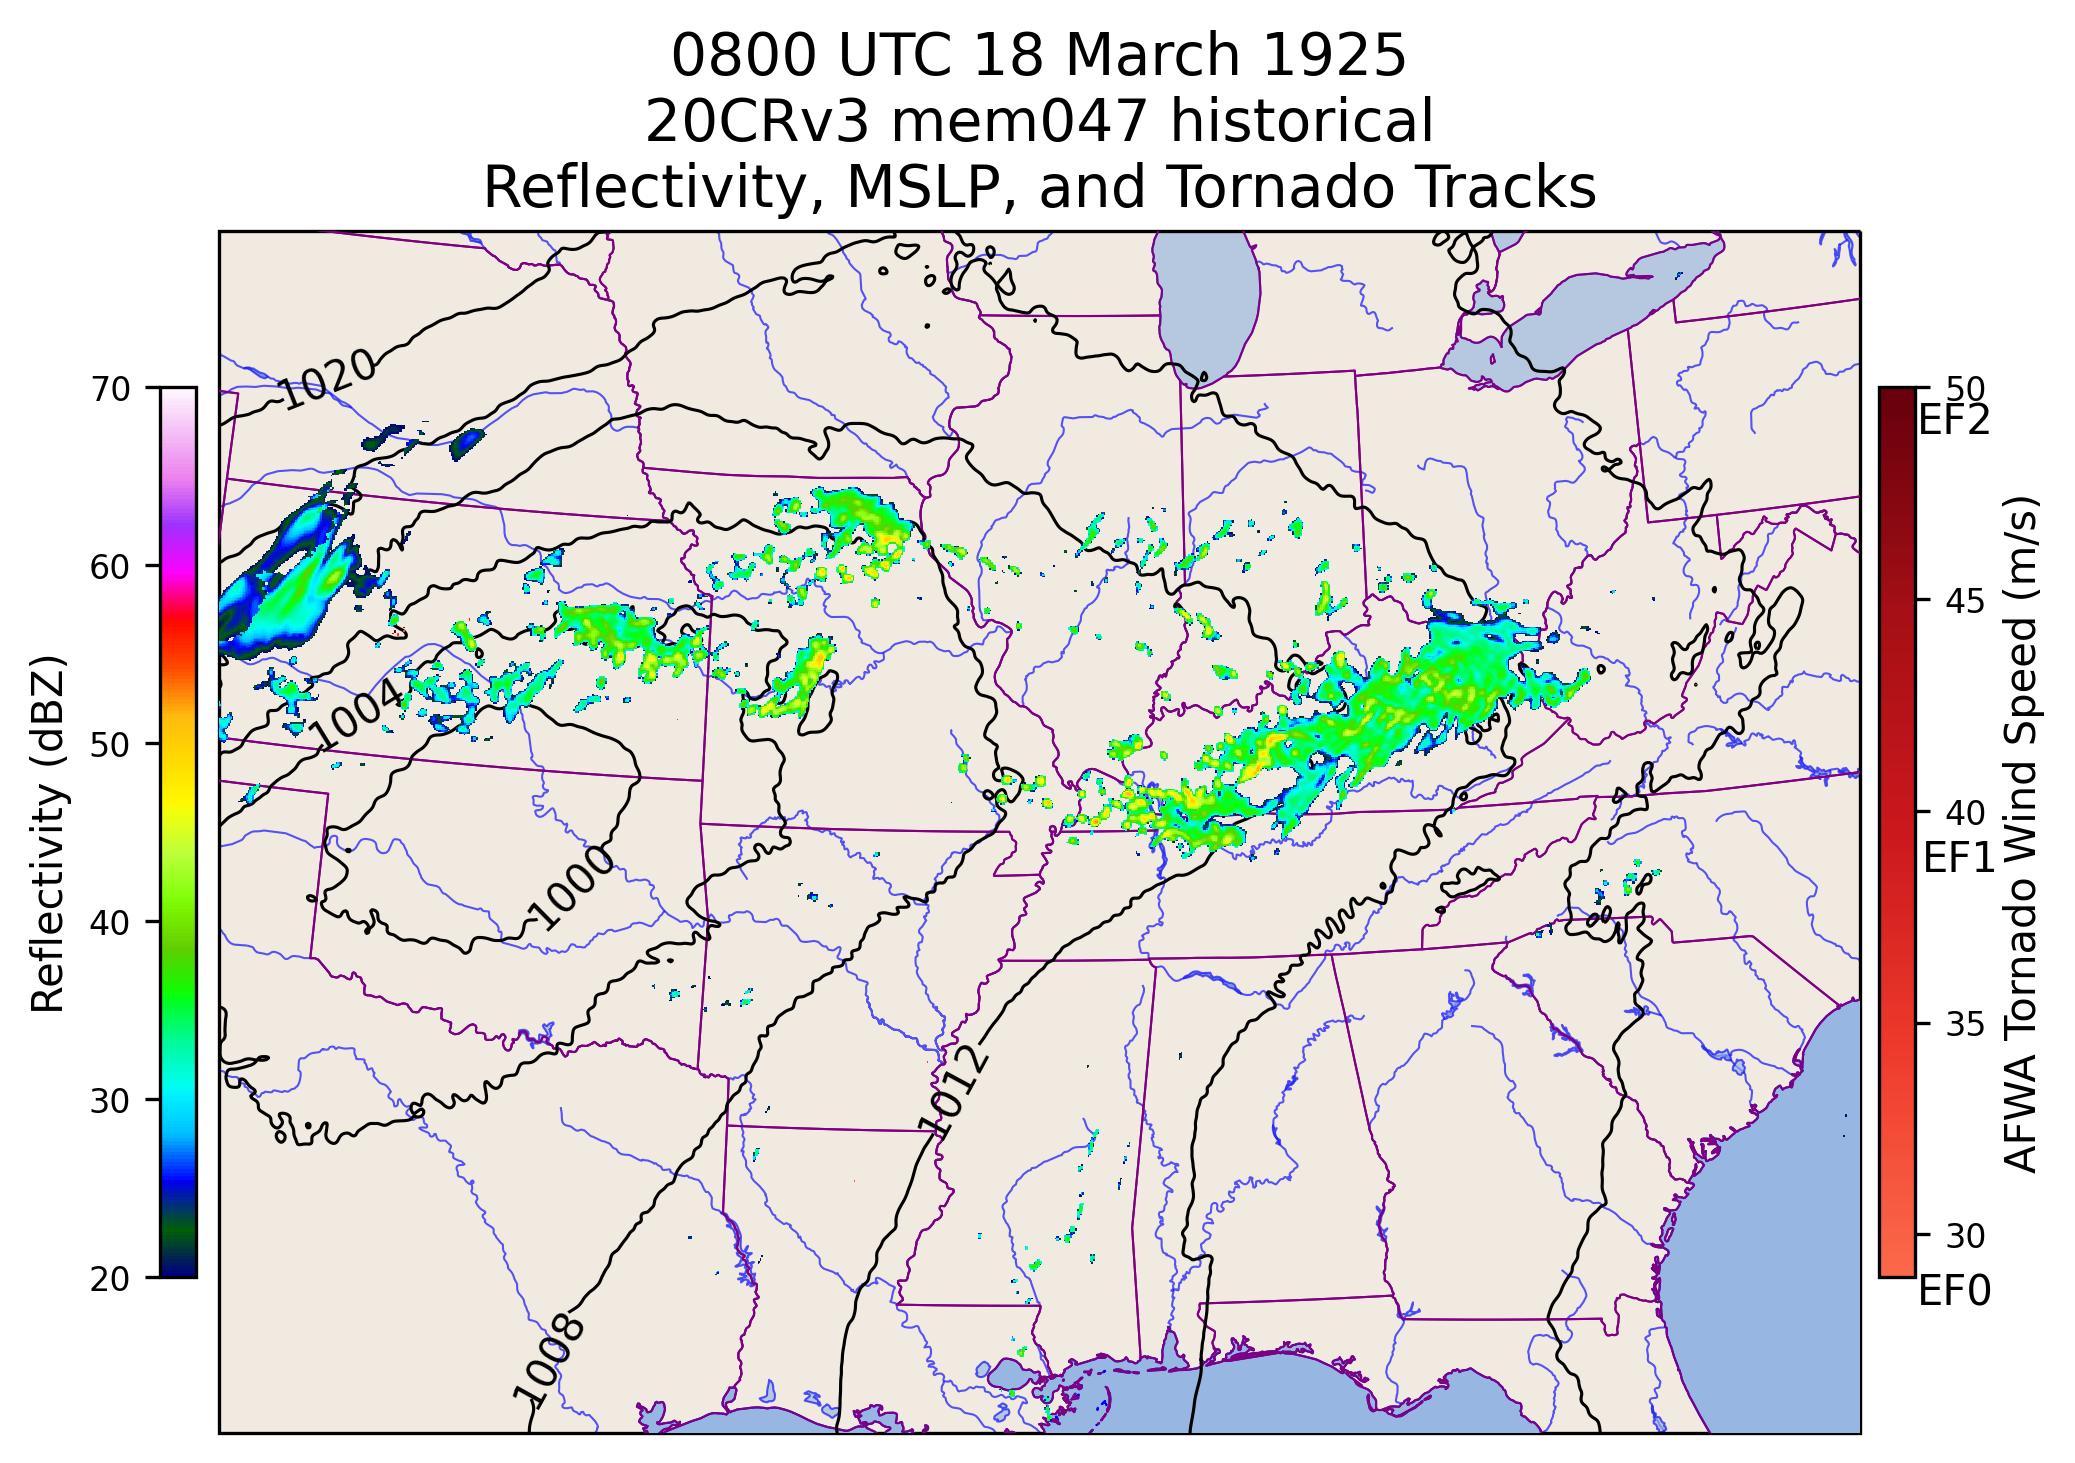 0800 UTC 18 March 1925
20CRv3 mem047 historical
Reflectivity, MSLP, and Tornado Tracks
70
60
50
40
30
20
Reflectivity (dBZ)
1020
1004
1000
1012
1008
50
EF2
45
40
EF1
35
30
EF0
AFWA Tornado Wind Speed (m/s)